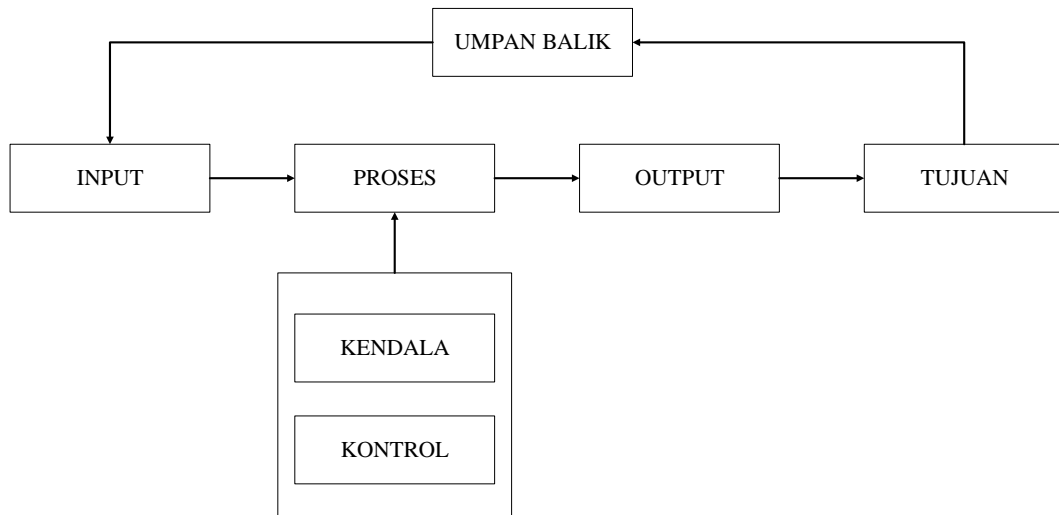 UMPAN BALIK
INPUT
PROSES
OUTPUT
TUJUAN
KENDALA
KONTROL